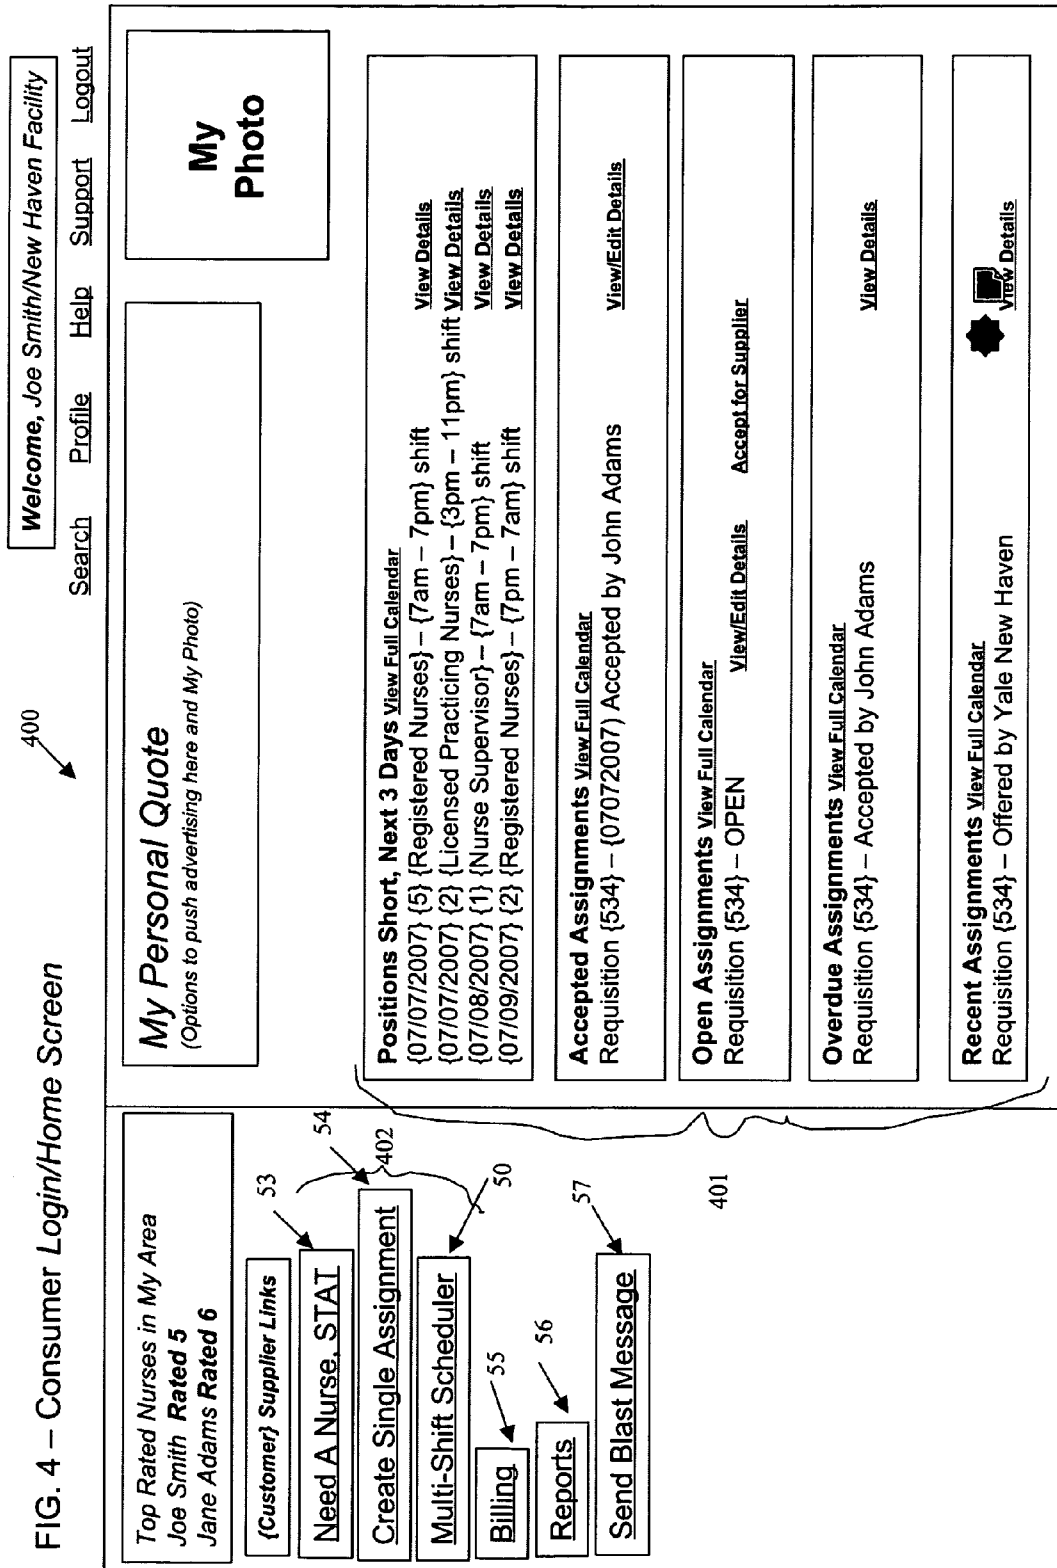 FIG. 4 – Consumer Login/Home Screen
400
Welcome, Joe Smith/New Haven Facility
Search Profile Help Support Logout
Top Rated Nurses in My Area
Joe Smith Rated 5
Jane Adams Rated 6
{Customer} Supplier Links
Need A Nurse, STAT
53
Create Single Assignment
54
402
Multi-Shift Scheduler
50
Billing
55
Reports
56
Send Blast Message
57
401
My Personal Quote
(Options to push advertising here and My Photo)
My
Photo
Positions Short, Next 3 Days View Full Calendar
{07/07/2007} {5} {Registered Nurses} – {7am – 7pm} shift View Details
{07/07/2007} {2} {Licensed Practicing Nurses} – {3pm – 11pm} shift View Details
{07/08/2007} {1} {Nurse Supervisor} – {7am – 7pm} shift View Details
{07/09/2007} {2} {Registered Nurses} – {7pm – 7am} shift View Details
Accepted Assignments View Full Calendar
Requisition {534} – {07072007) Accepted by John Adams View/Edit Details
Open Assignments View Full Calendar
Requisition {534} – OPEN View/Edit Details Accept for Supplier
Overdue Assignments View Full Calendar
Requisition {534} – Accepted by John Adams View Details
Recent Assignments View Full Calendar
Requisition {534} – Offered by Yale New Haven View Details